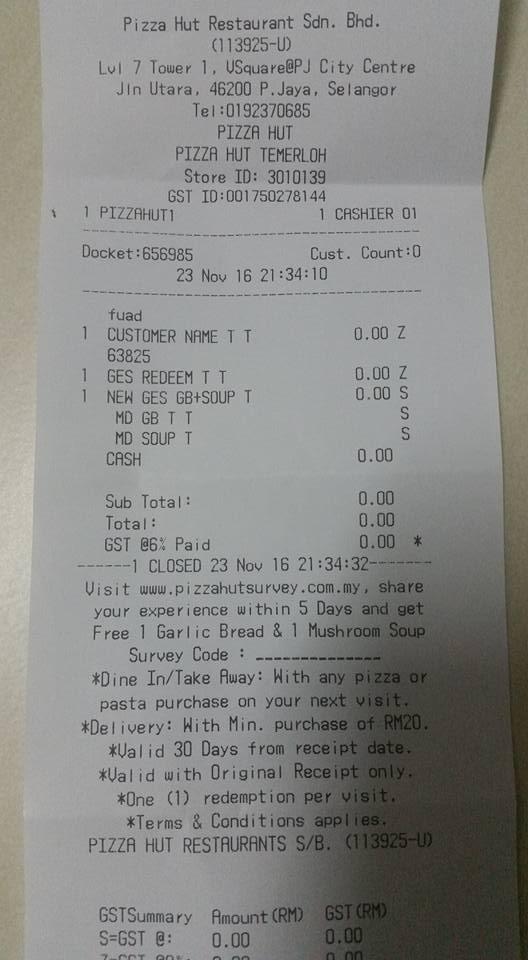 Pizza Hut Restaurant Sdn. Bhd.
(113925-U)
Lvl 7 Tower 1, VSquare@PJ City Centre
Jln Utara, 46200 P.Jaya, Selangor
Tel:0192370685
PIZZA HUT
PIZZA HUT TEMERLOH
Store ID: 3010139
GST ID:001750278144
1 PIZZAHUT1 1 CASHIER 01
--------------------------------------
Docket:656985 Cust. Count:0
23 Nov 16 21:34:10
--------------------------------------
fuad
1 CUSTOMER NAME T T 0.00 Z
63825
1 GES REDEEM T T 0.00 Z
1 NEW GES GB+SOUP T 0.00 S
MD GB T T S
MD SOUP T S
CASH 0.00
Sub Total: 0.00
Total: 0.00
GST @6% Paid 0.00 *
------1 CLOSED 23 Nov 16 21:34:32-------
Visit www.pizzahutsurvey.com.my, share
your experience within 5 Days and get
Free 1 Garlic Bread & 1 Mushroom Soup
Survey Code : ______________
*Dine In/Take Away: With any pizza or
pasta purchase on your next visit.
*Delivery: With Min. purchase of RM20.
*Valid 30 Days from receipt date.
*Valid with Original Receipt only.
*One (1) redemption per visit.
*Terms & Conditions applies.
PIZZA HUT RESTAURANTS S/B. (113925-U)
GSTSummary Amount(RM) GST(RM)
S=GST @: 0.00 0.00